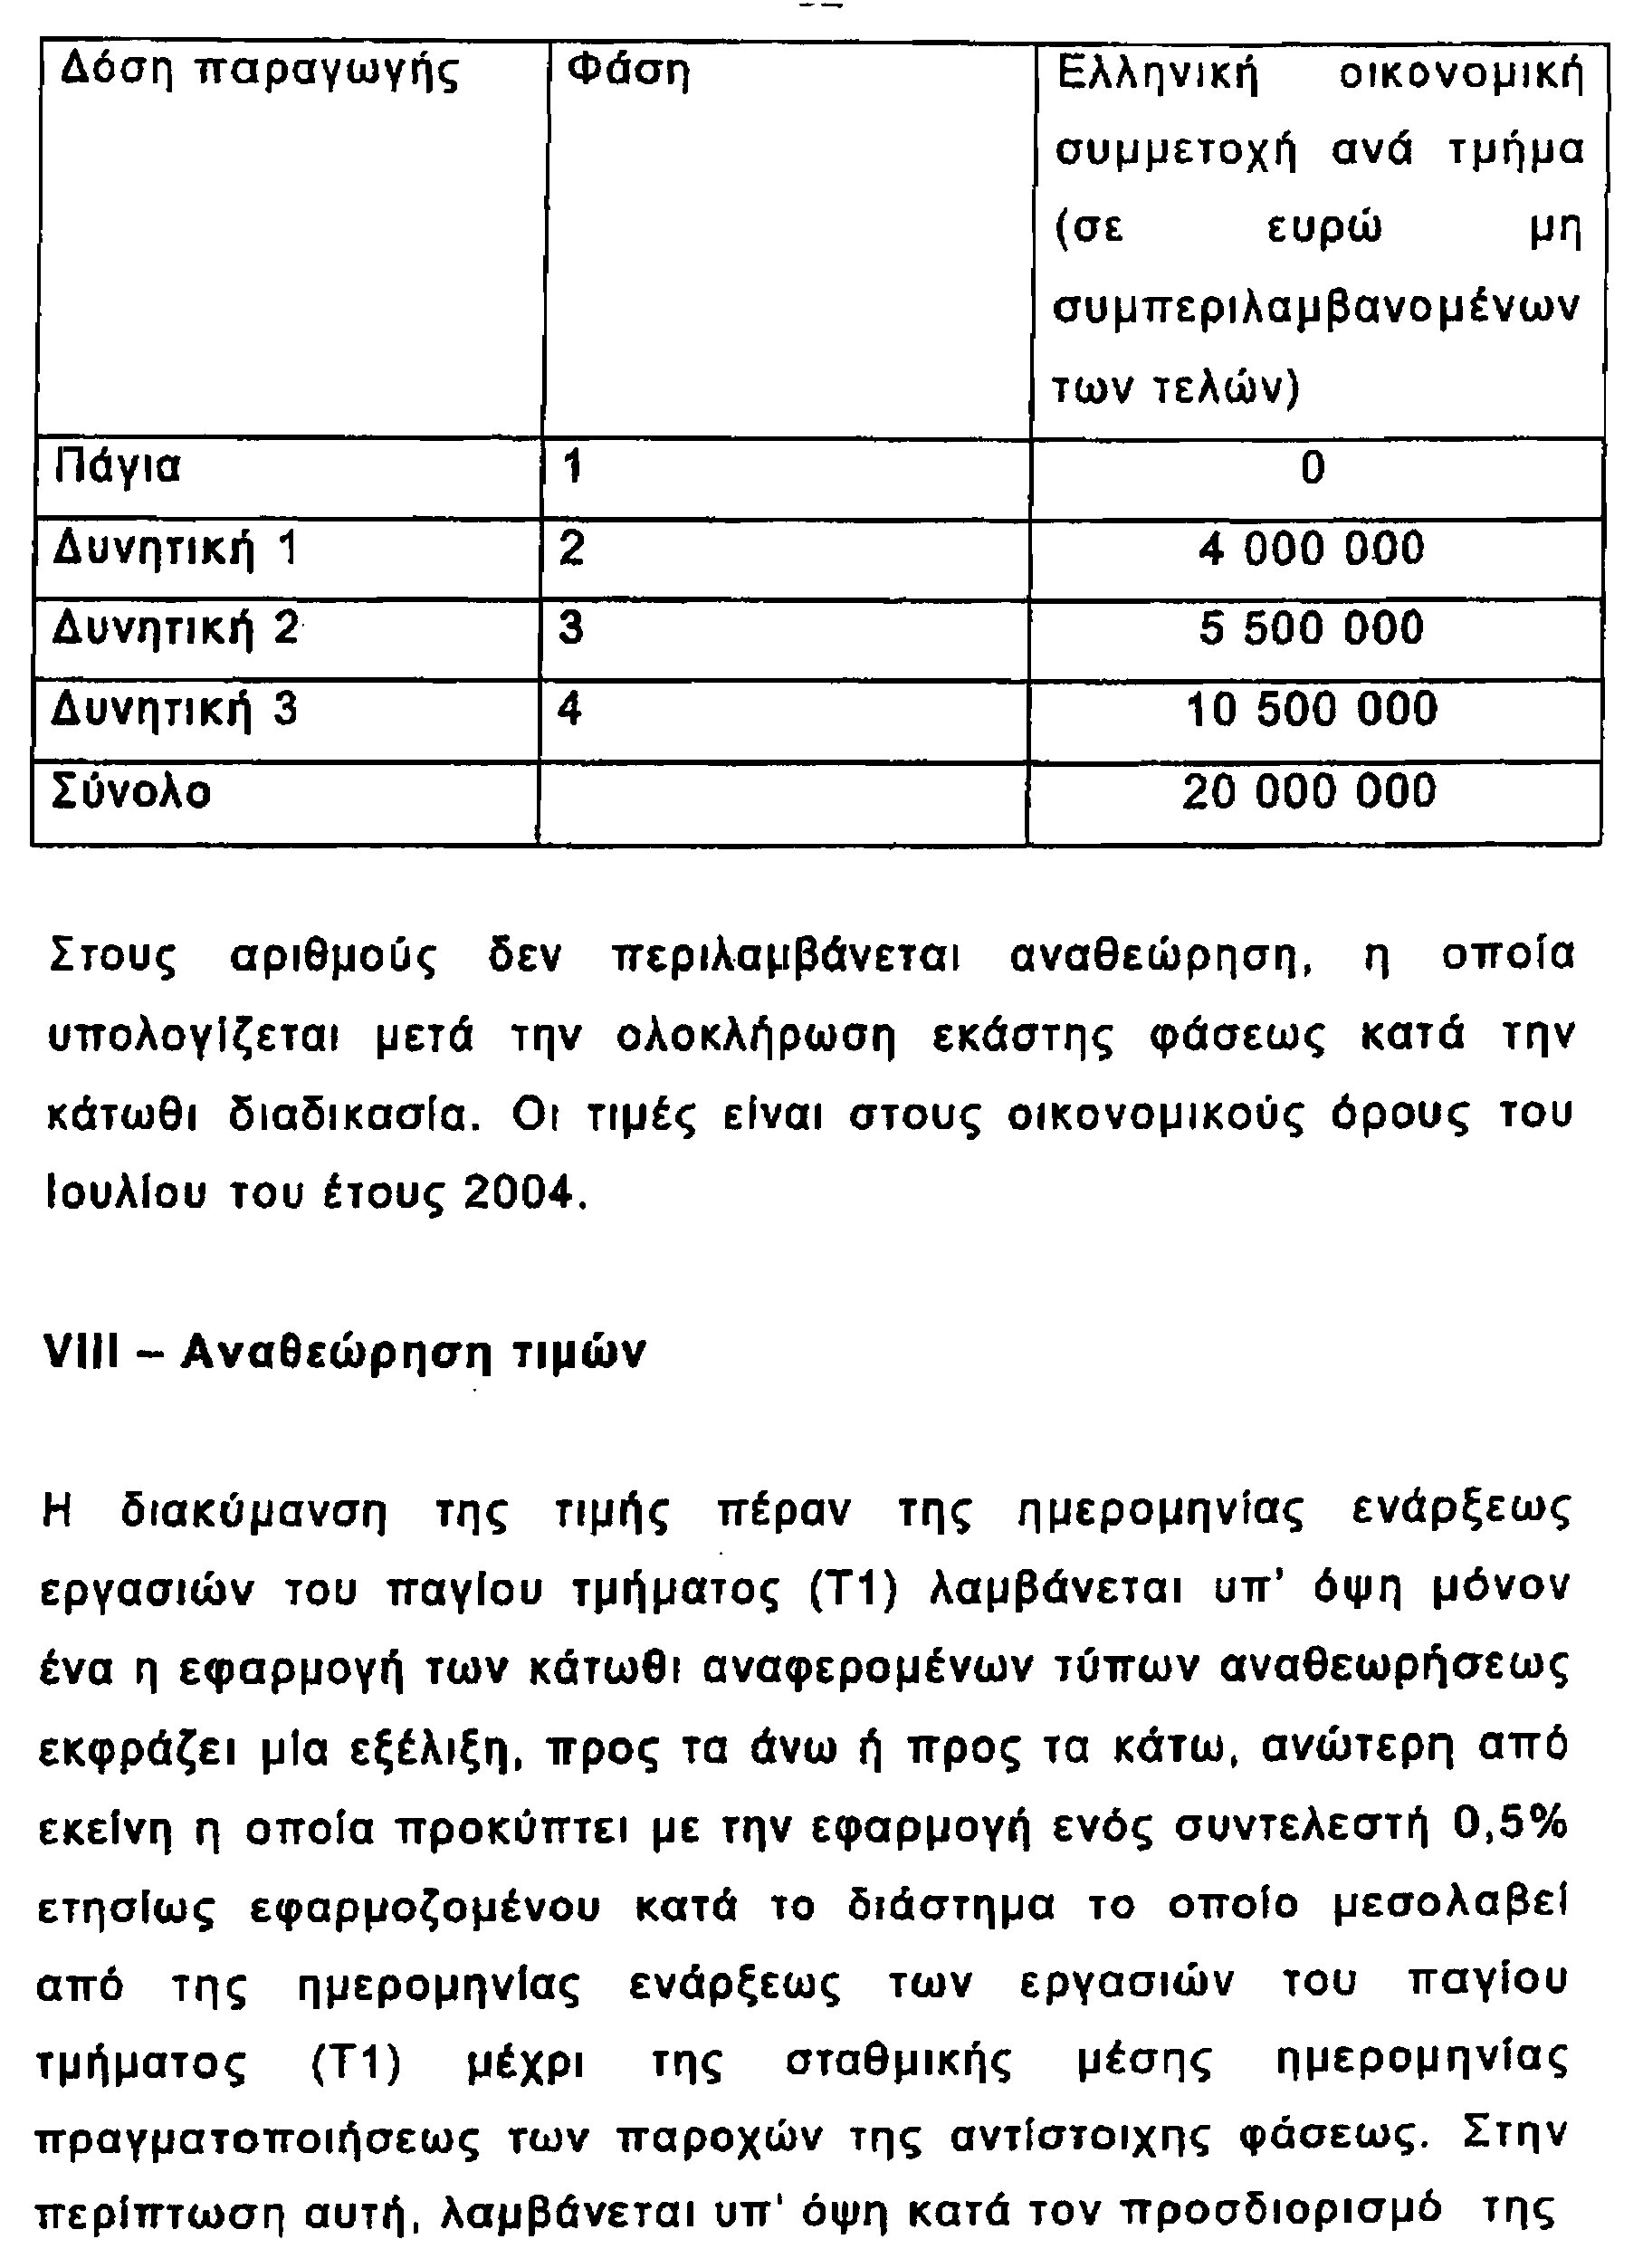 Δόση παραγωγής Φάση Ελληνική οικονομική
συμμετοχή ανά τμήμα
(σε ευρώ μη
συμπεριλαμβανομένων
των τελών)
Πάγια 1 0
Δυνητική 1 2 4 000 000
Δυνητική 2 3 5 500 000
Δυνητική 3 4 10 500 000
Σύνολο 20 000 000
Στους αριθμούς δεν περιλαμβάνεται αναθεώρηση, η οποία
υπολογίζεται μετά την ολοκλήρωση εκάστης φάσεως κατά την
κάτωθι διαδικασία. Οι τιμές είναι στους οικονομικούς όρους του
Ιουλίου του έτους 2004.
VIII – Αναθεώρηση τιμών
Η διακύμανση της τιμής πέραν της ημερομηνίας ενάρξεως
εργασιών του παγίου τμήματος (Τ1) λαμβάνεται υπ' όψη μόνον
ένα η εφαρμογή των κάτωθι αναφερομένων τύπων αναθεωρήσεως
εκφράζει μία εξέλιξη, προς τα άνω ή προς τα κάτω, ανώτερη από
εκείνη η οποία προκύπτει με την εφαρμογή ενός συντελεστή 0,5%
ετησίως εφαρμοζομένου κατά το διάστημα το οποίο μεσολαβεί
από της ημερομηνίας ενάρξεως των εργασιών του παγίου
τμήματος (Τ1) μέχρι της σταθμικής μέσης ημερομηνίας
πραγματοποιήσεως των παροχών της αντίστοιχης φάσεως. Στην
περίπτωση αυτή, λαμβάνεται υπ' όψη κατά τον προσδιορισμό της